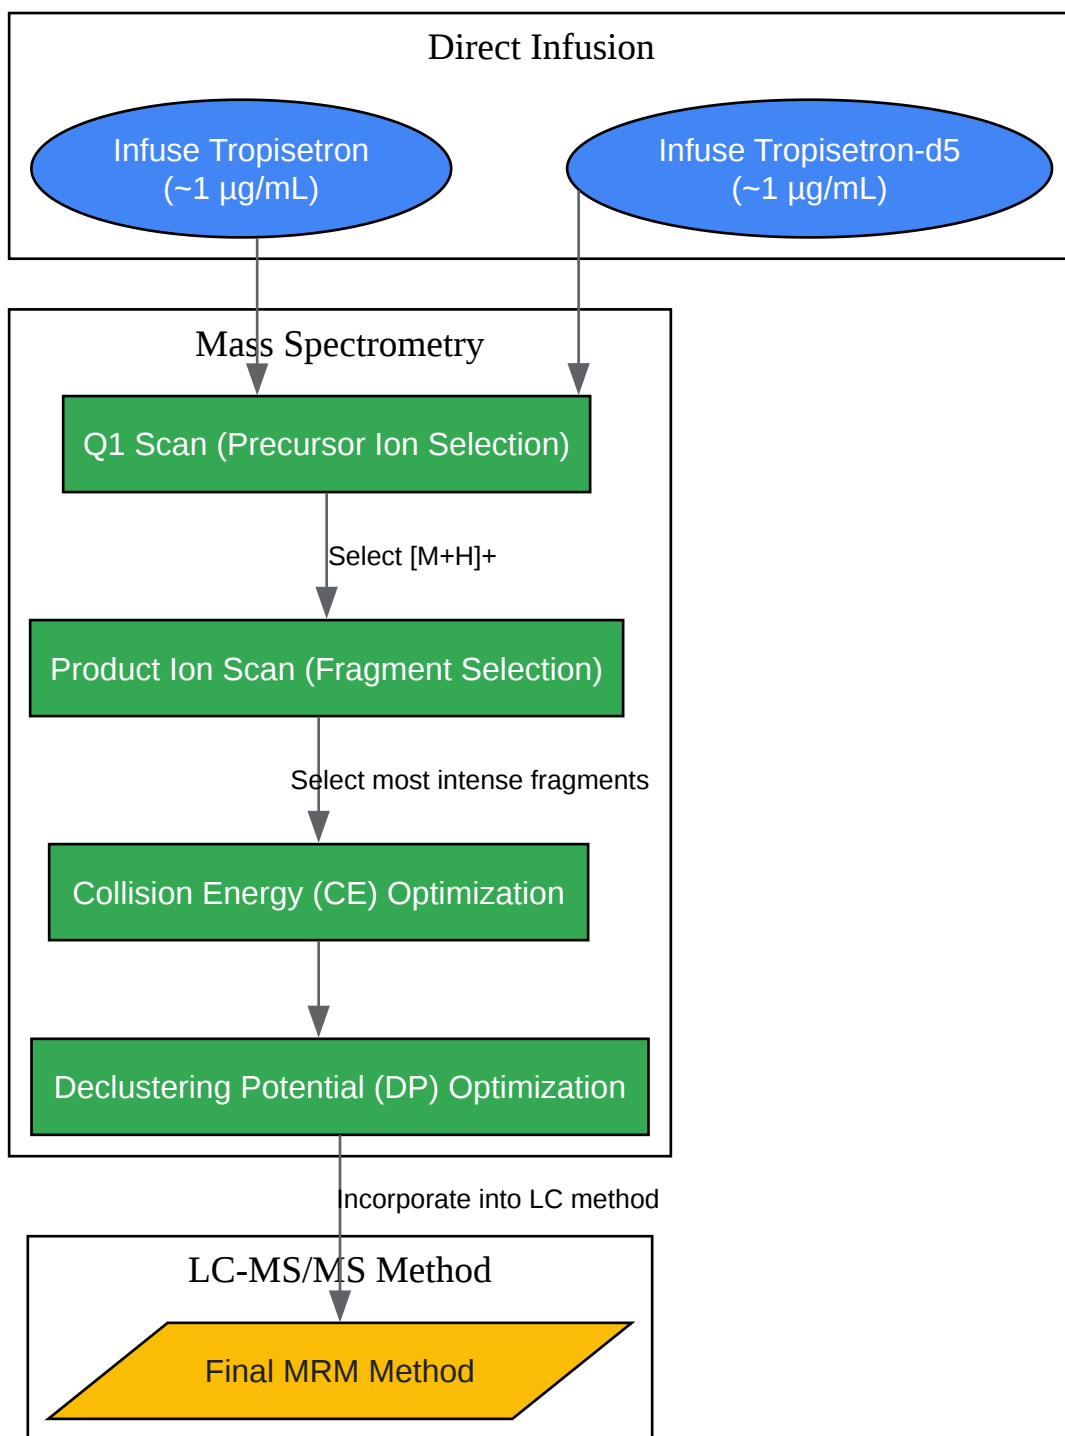 Direct Infusion
Infuse Tropisetron
(~1 µg/mL)
Infuse Tropisetron-d5
(~1 µg/mL)
Mass Spectrometry
Q1 Scan (Precursor Ion Selection)
Select [M+H]+
Product Ion Scan (Fragment Selection)
Select most intense fragments
Collision Energy (CE) Optimization
Declustering Potential (DP) Optimization
Incorporate into LC method
LC-MS/MS Method
Final MRM Method